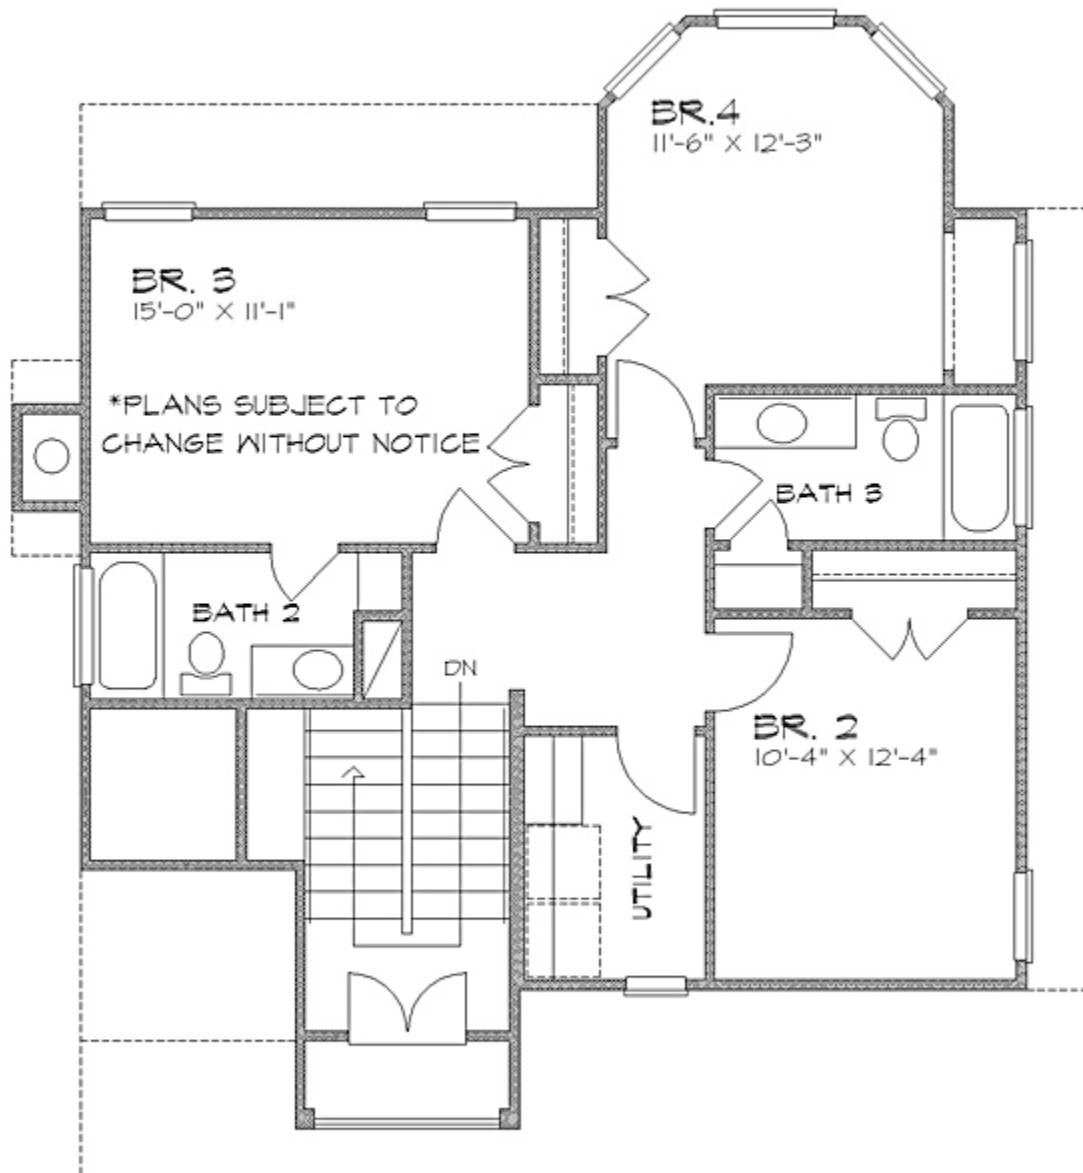 BR.4
11'-6" X 12'-3"
BR. 3
15'-0" X 11'-1"
*PLANS SUBJECT TO
CHANGE WITHOUT NOTICE
BATH 3
BATH 2
DN
BR. 2
10'-4" X 12'-4"
UTILITY